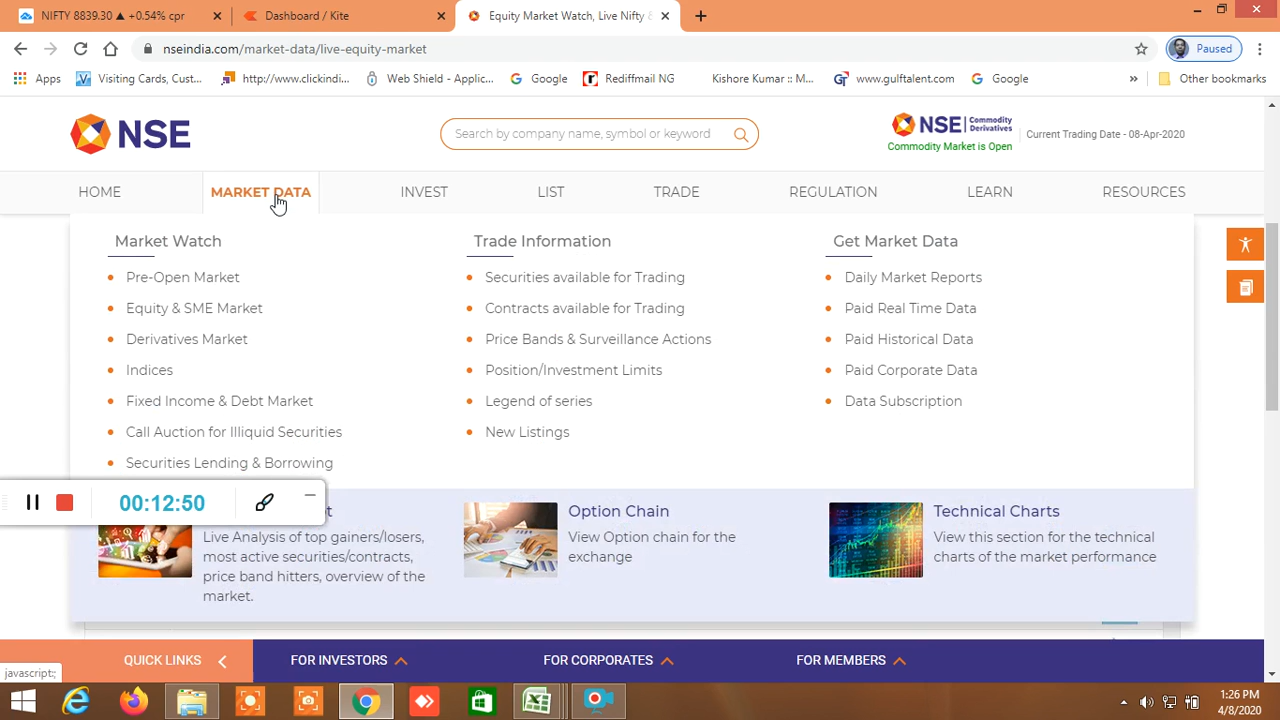 NIFTY 8839.30 ▲ +0.54% cpr
Dashboard / Kite
Equity Market Watch, Live Nifty &
nseindia.com/market-data/live-equity-market
Paused
Apps
Visiting Cards, Cust...
http://www.clickindi...
Web Shield - Applic...
Google
Rediffmail NG
Kishore Kumar :: M...
www.gulftalent.com
Google
Other bookmarks
NSE
Search by company name, symbol or keyword
NSE Commodity Derivatives
Commodity Market is Open
Current Trading Date - 08-Apr-2020
HOME
MARKET DATA
INVEST
LIST
TRADE
REGULATION
LEARN
RESOURCES
Market Watch
Pre-Open Market
Equity & SME Market
Derivatives Market
Indices
Fixed Income & Debt Market
Call Auction for Illiquid Securities
Securities Lending & Borrowing
Trade Information
Securities available for Trading
Contracts available for Trading
Price Bands & Surveillance Actions
Position/Investment Limits
Legend of series
New Listings
Get Market Data
Daily Market Reports
Paid Real Time Data
Paid Historical Data
Paid Corporate Data
Data Subscription
00:12:50
Live Analysis of top gainers/losers,
most active securities/contracts,
price band hitters, overview of the
market.
Option Chain
View Option chain for the
exchange
Technical Charts
View this section for the technical
charts of the market performance
QUICK LINKS
FOR INVESTORS
FOR CORPORATES
FOR MEMBERS
javascript:;
1:26 PM
4/8/2020